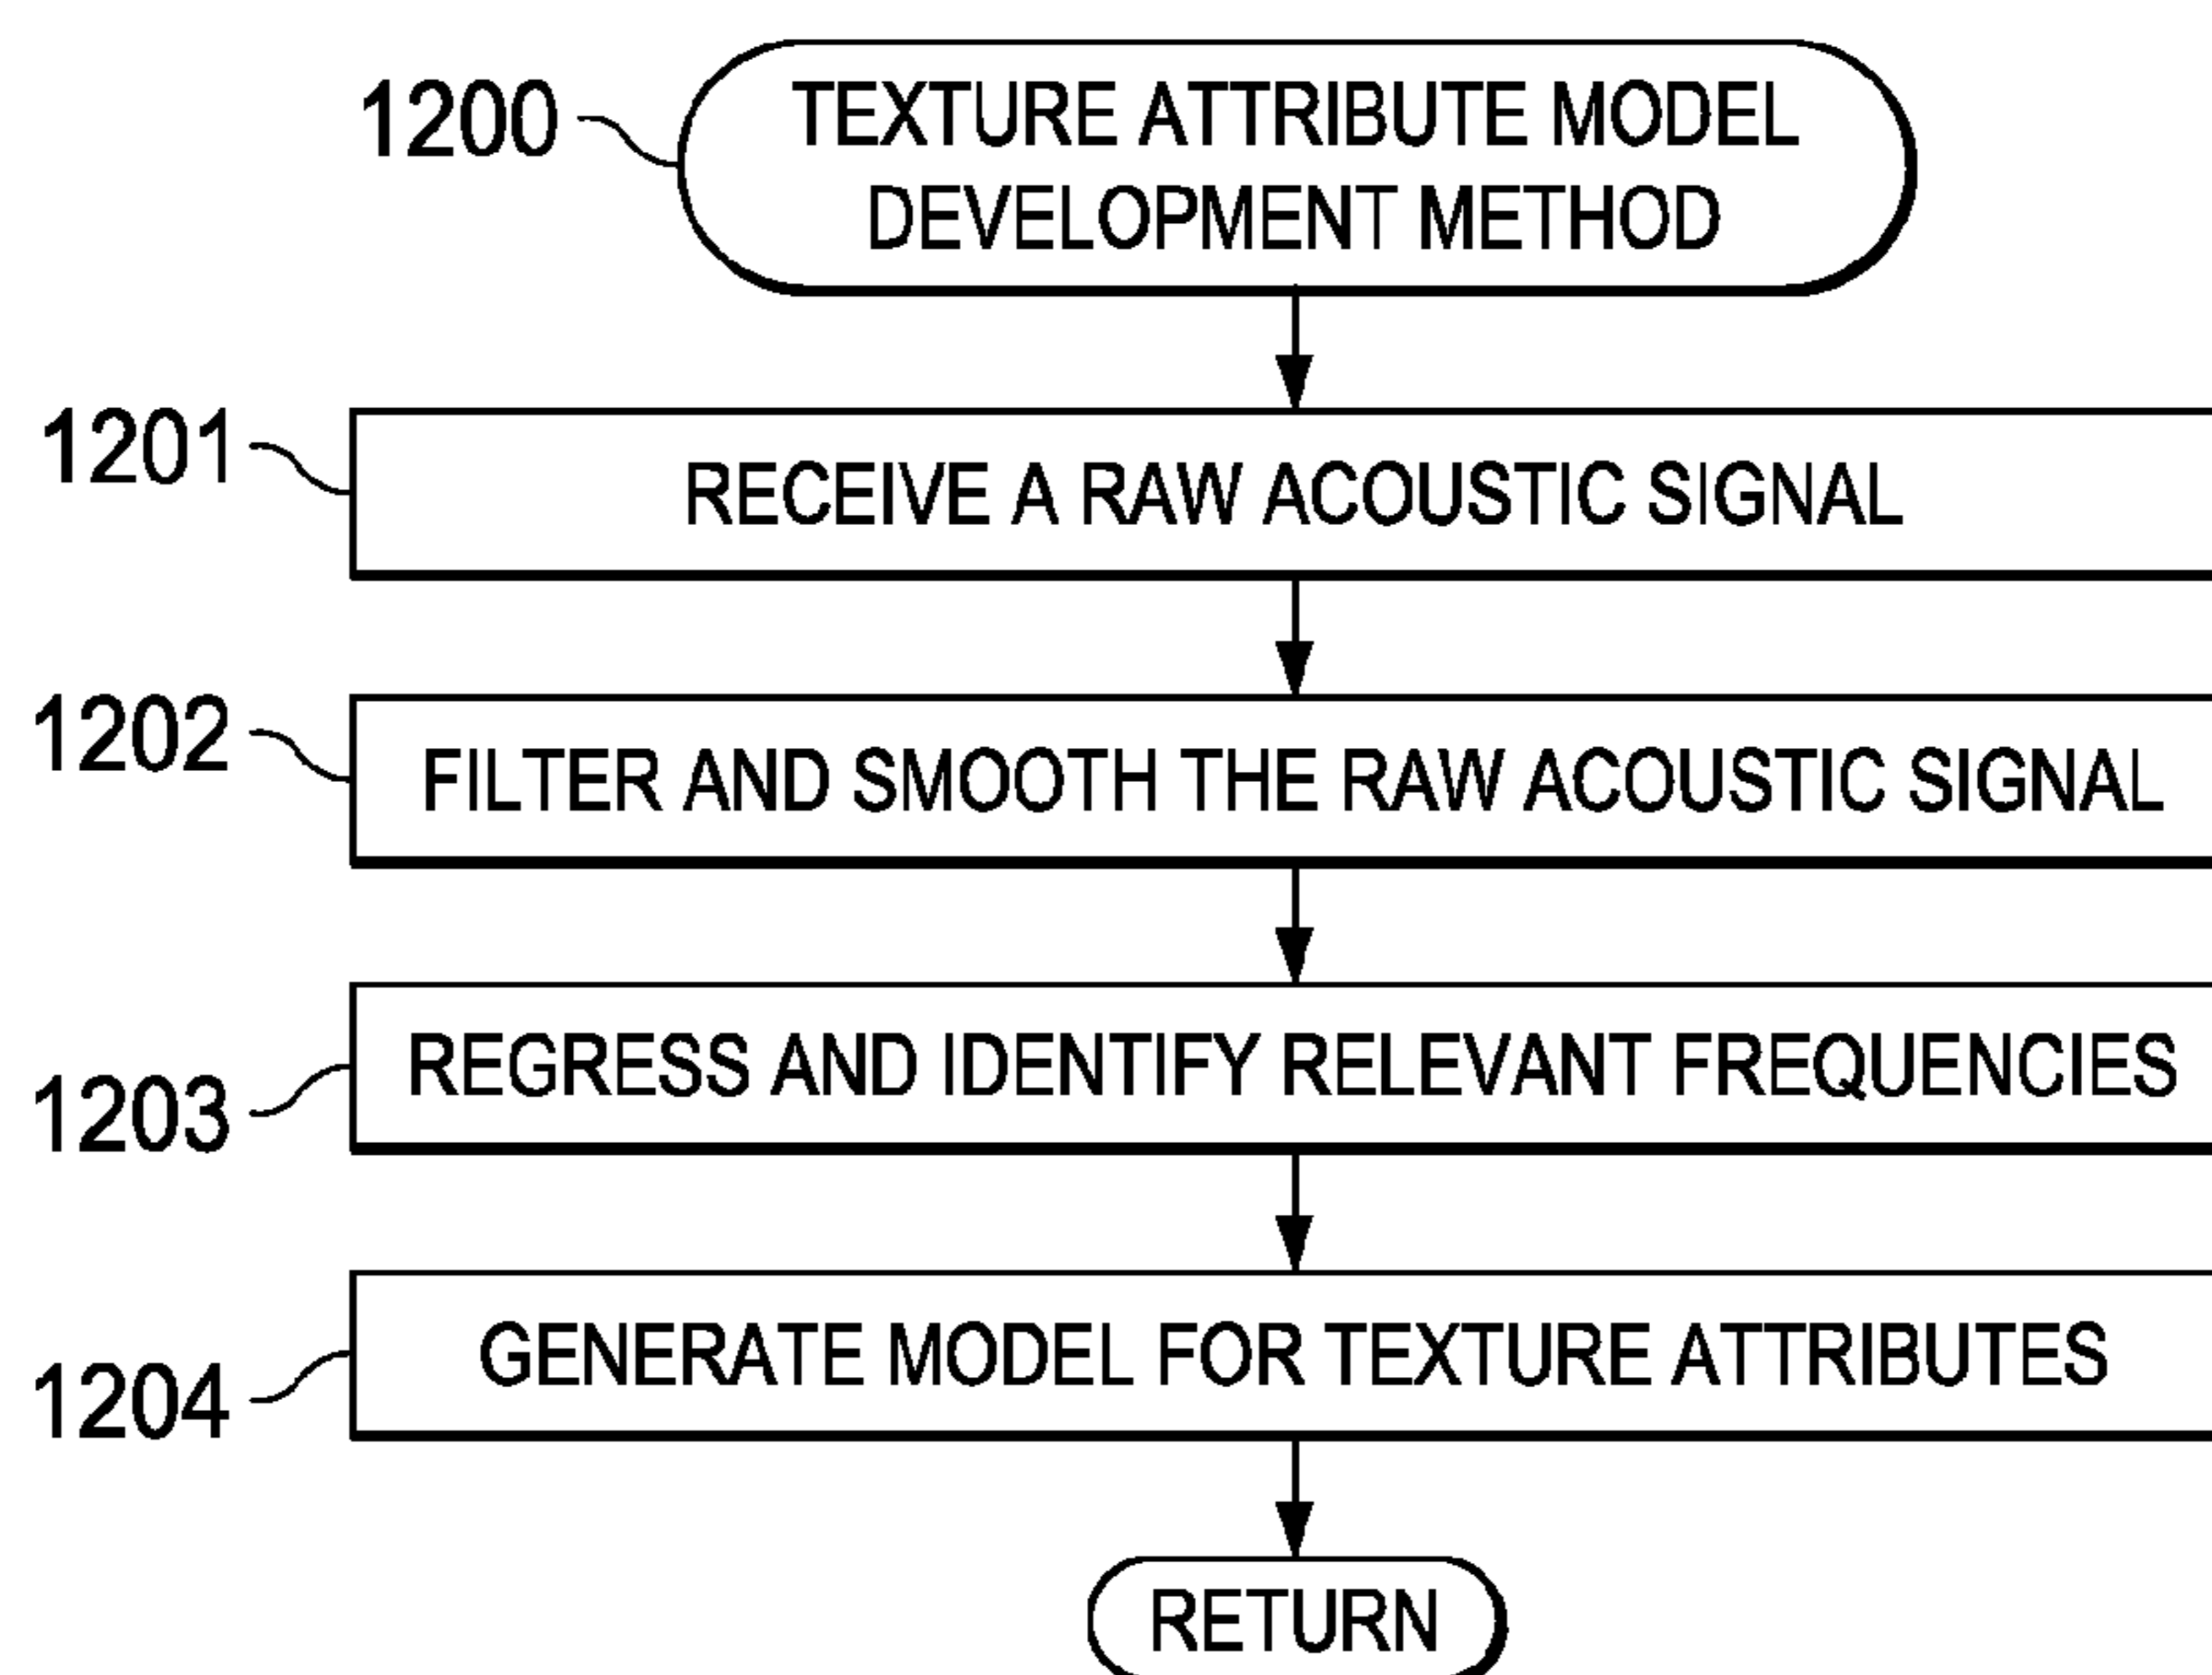 1200
TEXTURE ATTRIBUTE MODEL
DEVELOPMENT METHOD
1201
RECEIVE A RAW ACOUSTIC SIGNAL
1202
FILTER AND SMOOTH THE RAW ACOUSTIC SIGNAL
1203
REGRESS AND IDENTIFY RELEVANT FREQUENCIES
1204
GENERATE MODEL FOR TEXTURE ATTRIBUTES
RETURN